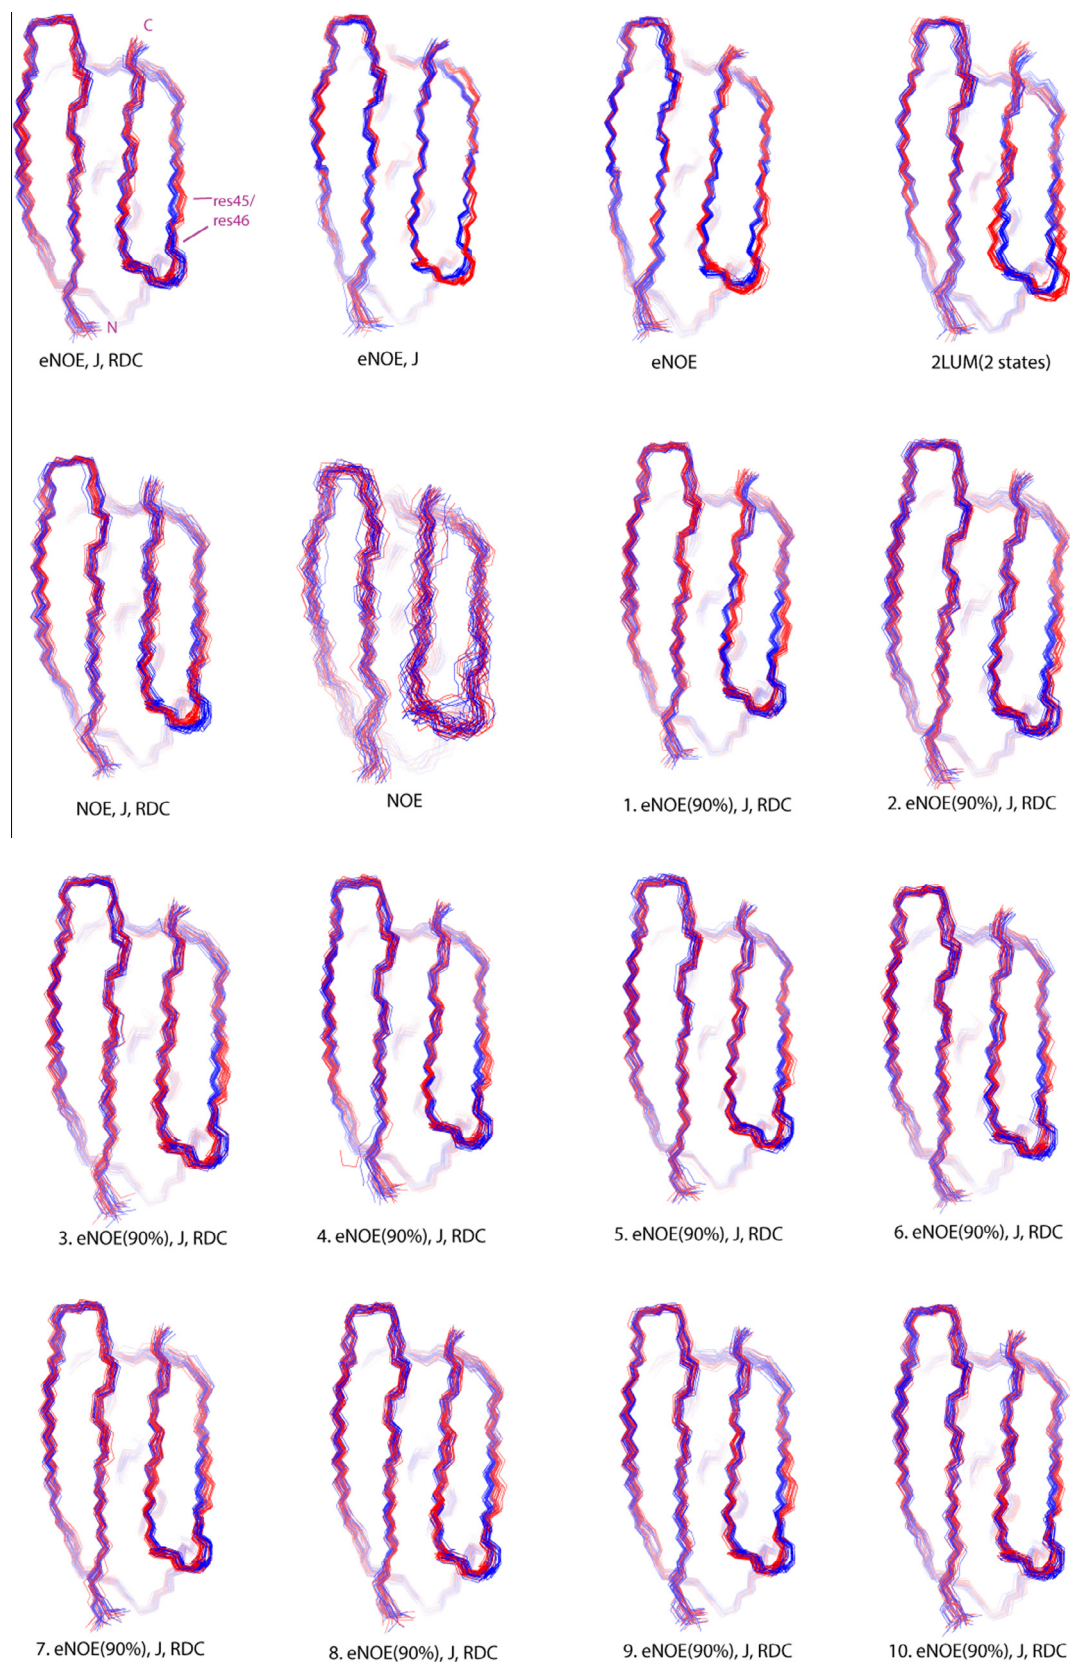 C
res45/
res46
N
eNOE, J, RDC
eNOE, J
eNOE
2LUM(2 states)
NOE, J, RDC
NOE
1. eNOE(90%), J, RDC
2. eNOE(90%), J, RDC
3. eNOE(90%), J, RDC
4. eNOE(90%), J, RDC
5. eNOE(90%), J, RDC
6. eNOE(90%), J, RDC
7. eNOE(90%), J, RDC
8. eNOE(90%), J, RDC
9. eNOE(90%), J, RDC
10. eNOE(90%), J, RDC